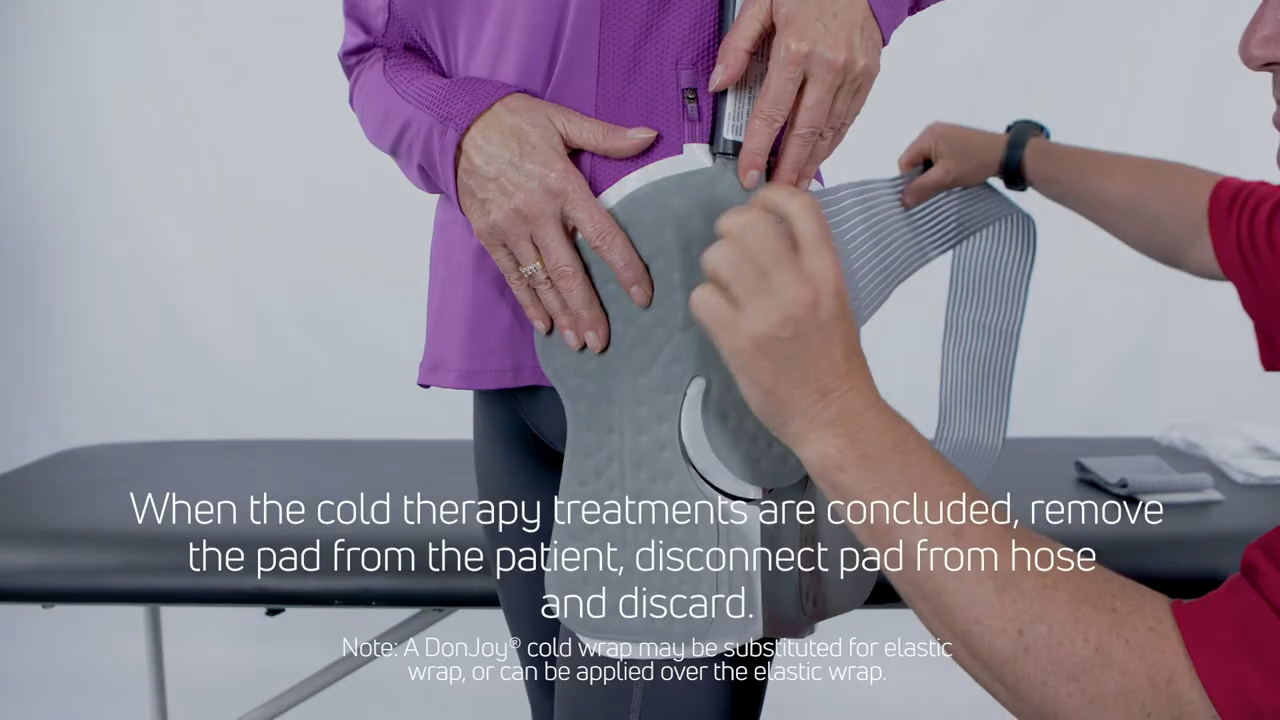 When the cold therapy treatments are concluded, remove
the pad from the patient, disconnect pad from hose
and discard.
Note: A DonJoy® cold wrap may be substituted for elastic
wrap, or can be applied over the elastic wrap.